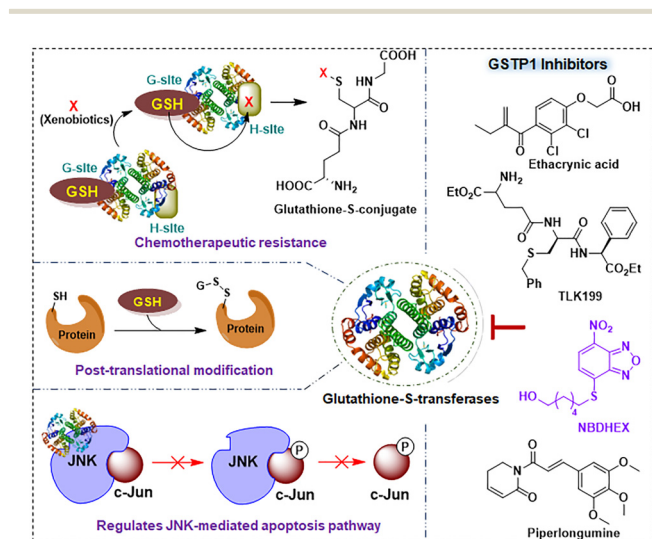 G-site
GSH
X
H-site
X
(Xenobiotics)
G-site
GSH
H-site
Chemotherapeutic resistance
COOH
X
S
HN
O
NH
O
HOOC
NH2
Glutathione-S-conjugate
SH
Protein
GSH
G-S
S
Protein
Post-translational modification
JNK
c-Jun
JNK
P
c-Jun
P
c-Jun
Regulates JNK-mediated apoptosis pathway
Glutathione-S-transferases
GSTP1 Inhibitors
O
O
OH
O
Cl
Cl
Ethacrynic acid
NH2
EtO2C
O
H
N
O
S
HN
CO2Et
Ph
TLK199
NO2
N
O
N
HO
4
S
NBDHEX
O
N
O
O
O
O
Piperlongumine